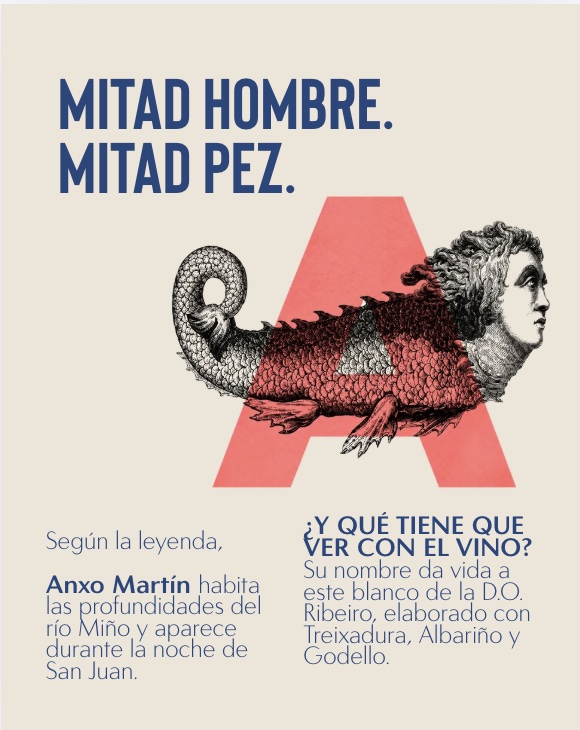 MITAD HOMBRE.
MITAD PEZ.
A
Según la leyenda,
Anxo Martín habita
las profundidades del
río Miño y aparece
durante la noche de
San Juan.
¿Y QUÉ TIENE QUE
VER CON EL VINO?
Su nombre da vida a
este blanco de la D.O.
Ribeiro, elaborado con
Treixadura, Albariño y
Godello.